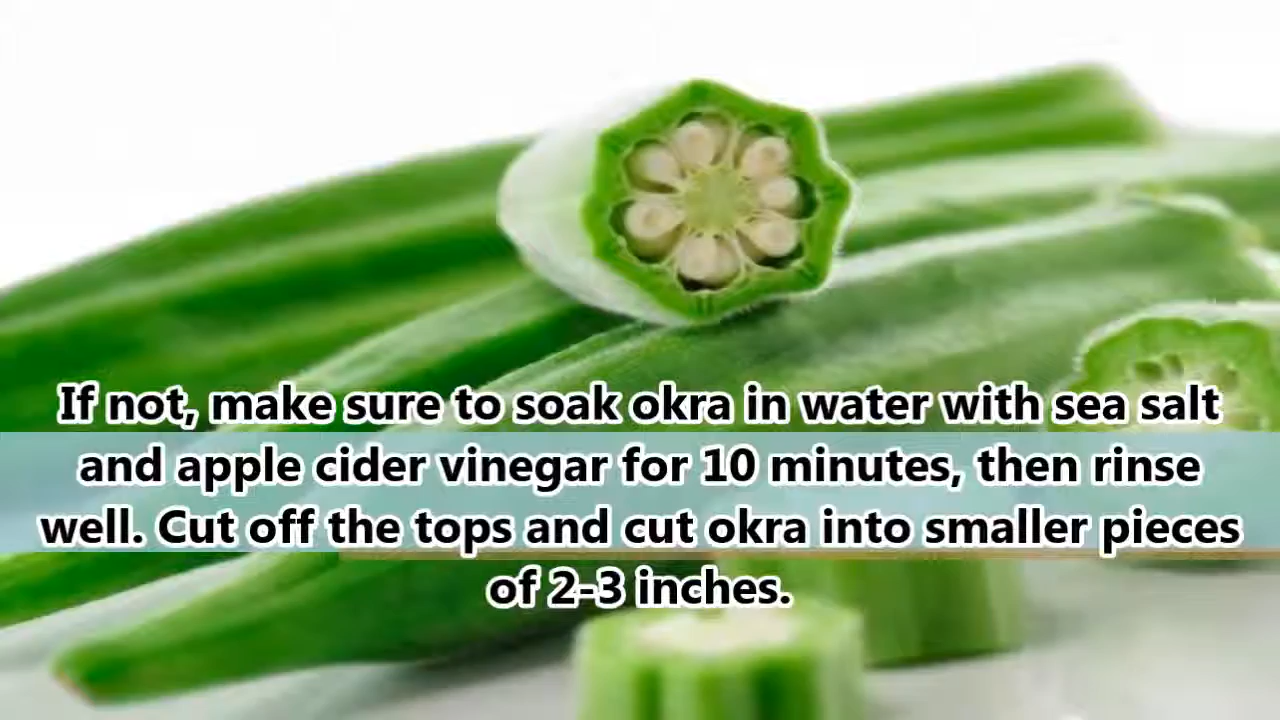 If not, make sure to soak okra in water with sea salt
and apple cider vinegar for 10 minutes, then rinse
well. Cut off the tops and cut okra into smaller pieces
of 2-3 inches.